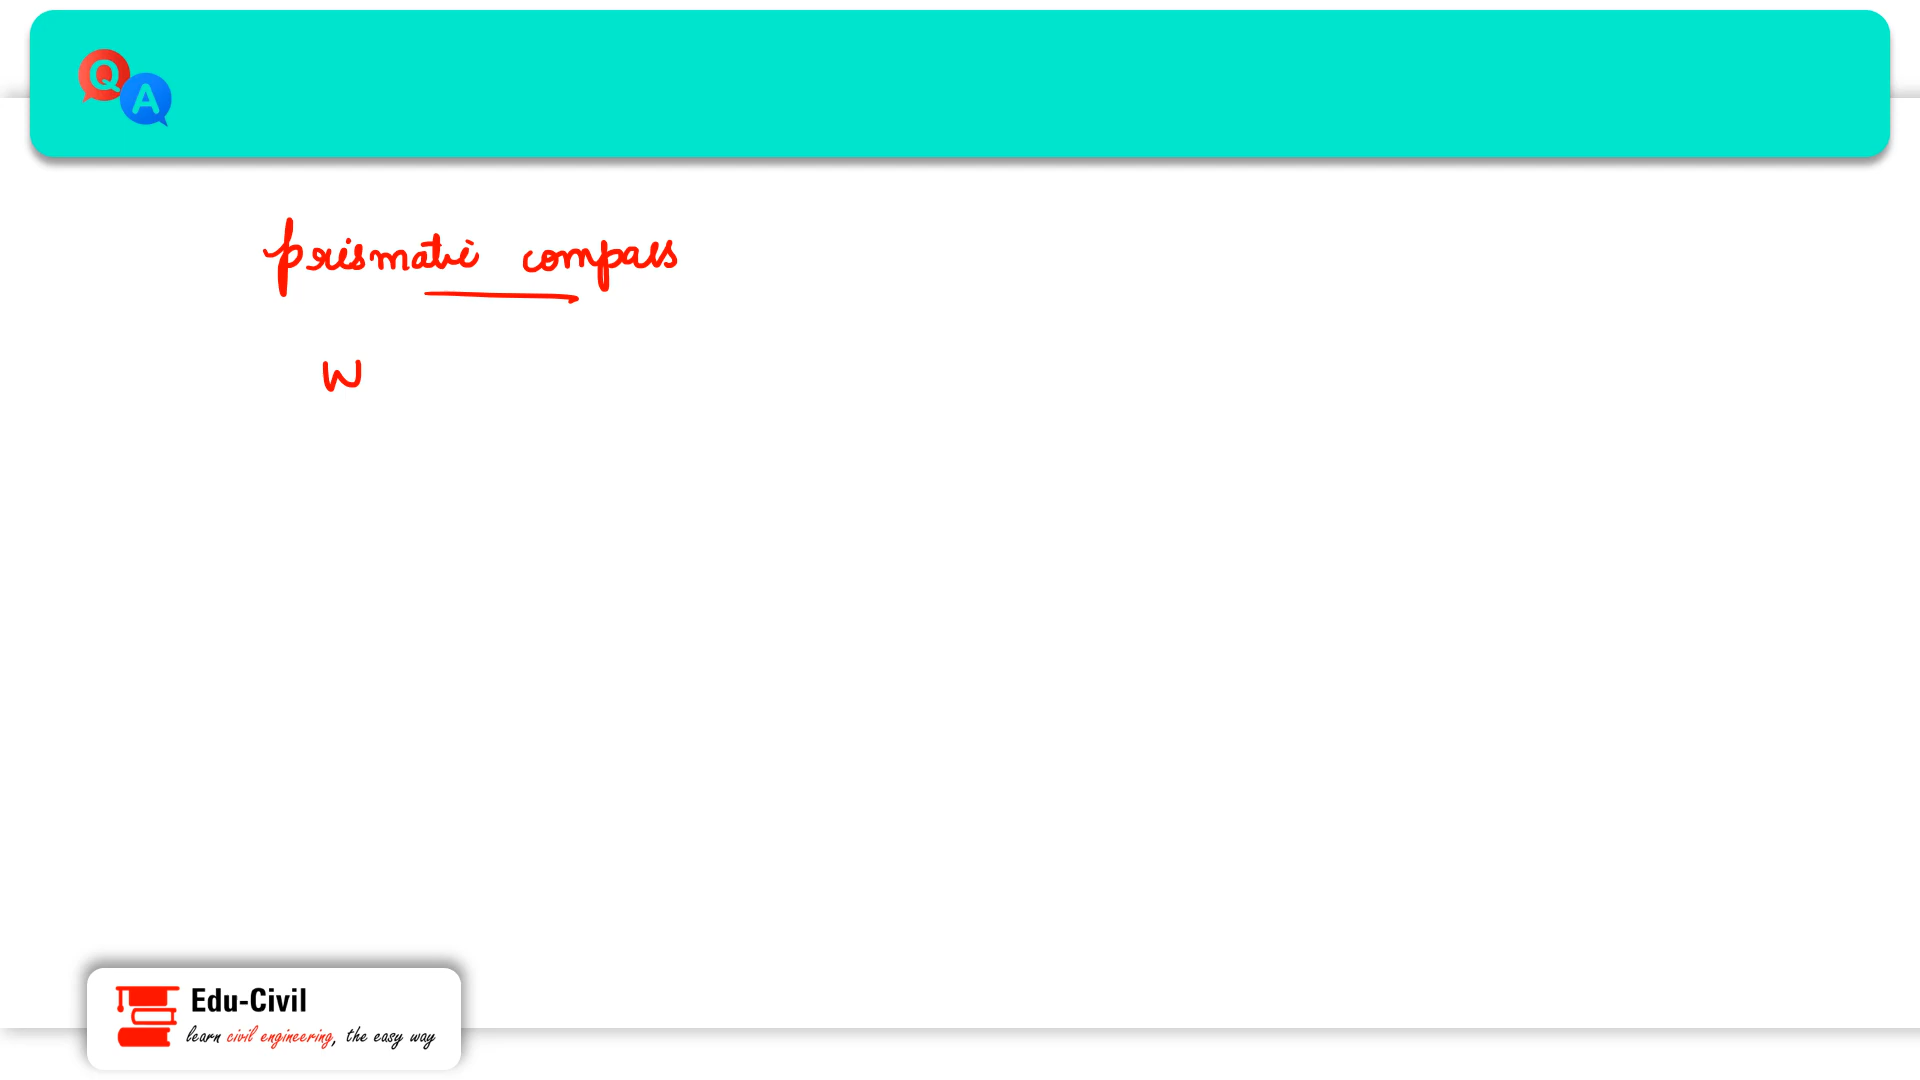 Q
A
prismatic compass
W
Edu-Civil
learn civil engineering, the easy way